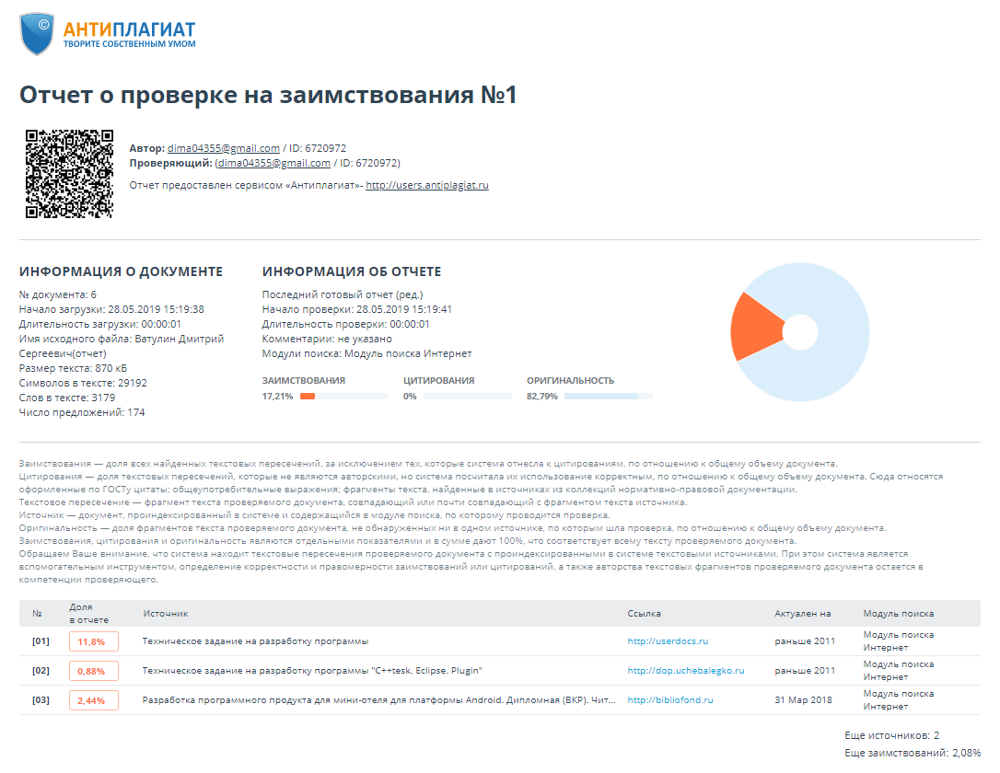 ©
АНТИПЛАГИАТ
ТВОРИТЕ СОБСТВЕННЫМ УМОМ
Отчет о проверке на заимствования №1
Автор: dima04355@gmail.com / ID: 6720972
Проверяющий: (dima04355@gmail.com / ID: 6720972)
Отчет предоставлен сервисом «Антиплагиат»- http://users.antiplagiat.ru
ИНФОРМАЦИЯ О ДОКУМЕНТЕ
№ документа: 6
Начало загрузки: 28.05.2019 15:19:38
Длительность загрузки: 00:00:01
Имя исходного файла: Ватулин Дмитрий
Сергеевич(отчет)
Размер текста: 870 кБ
Символов в тексте: 29192
Слов в тексте: 3179
Число предложений: 174
ИНФОРМАЦИЯ ОБ ОТЧЕТЕ
Последний готовый отчет (ред.)
Начало проверки: 28.05.2019 15:19:41
Длительность проверки: 00:00:01
Комментарии: не указано
Модули поиска: Модуль поиска Интернет
ЗАИМСТВОВАНИЯ ЦИТИРОВАНИЯ ОРИГИНАЛЬНОСТЬ
17,21% 0% 82,79%
Заимствования — доля всех найденных текстовых пересечений, за исключением тех, которые система отнесла к цитированиям, по отношению к общему объему документа.
Цитирования — доля текстовых пересечений, которые не являются авторскими, но система посчитала их использование корректным, по отношению к общему объему документа. Сюда относятся
оформленные по ГОСТу цитаты; общеупотребительные выражения; фрагменты текста, найденные в источниках из коллекций нормативно-правовой документации.
Текстовое пересечение — фрагмент текста проверяемого документа, совпадающий или почти совпадающий с фрагментом текста источника.
Источник — документ, проиндексированный в системе и содержащийся в модуле поиска, по которому проводится проверка.
Оригинальность — доля фрагментов текста проверяемого документа, не обнаруженных ни в одном источнике, по которым шла проверка, по отношению к общему объему документа.
Заимствования, цитирования и оригинальность являются отдельными показателями и в сумме дают 100%, что соответствует всему тексту проверяемого документа.
Обращаем Ваше внимание, что система находит текстовые пересечения проверяемого документа с проиндексированными в системе текстовыми источниками. При этом система является
вспомогательным инструментом, определение корректности и правомерности заимствований или цитирований, а также авторства текстовых фрагментов проверяемого документа остается в
компетенции проверяющего.
№ Доля в отчете Источник Ссылка Актуален на Модуль поиска
[01] 11,8% Техническое задание на разработку программы http://userdocs.ru раньше 2011 Модуль поиска Интернет
[02] 0,88% Техническое задание на разработку программы "C++tesk. Eclipse. Plugin" http://dop.uchebalegko.ru раньше 2011 Модуль поиска Интернет
[03] 2,44% Разработка программного продукта для мини-отеля для платформы Android. Дипломная (ВКР). Чит... http://bibliofond.ru 31 Мар 2018 Модуль поиска Интернет
Еще источников: 2
Еще заимствований: 2,08%